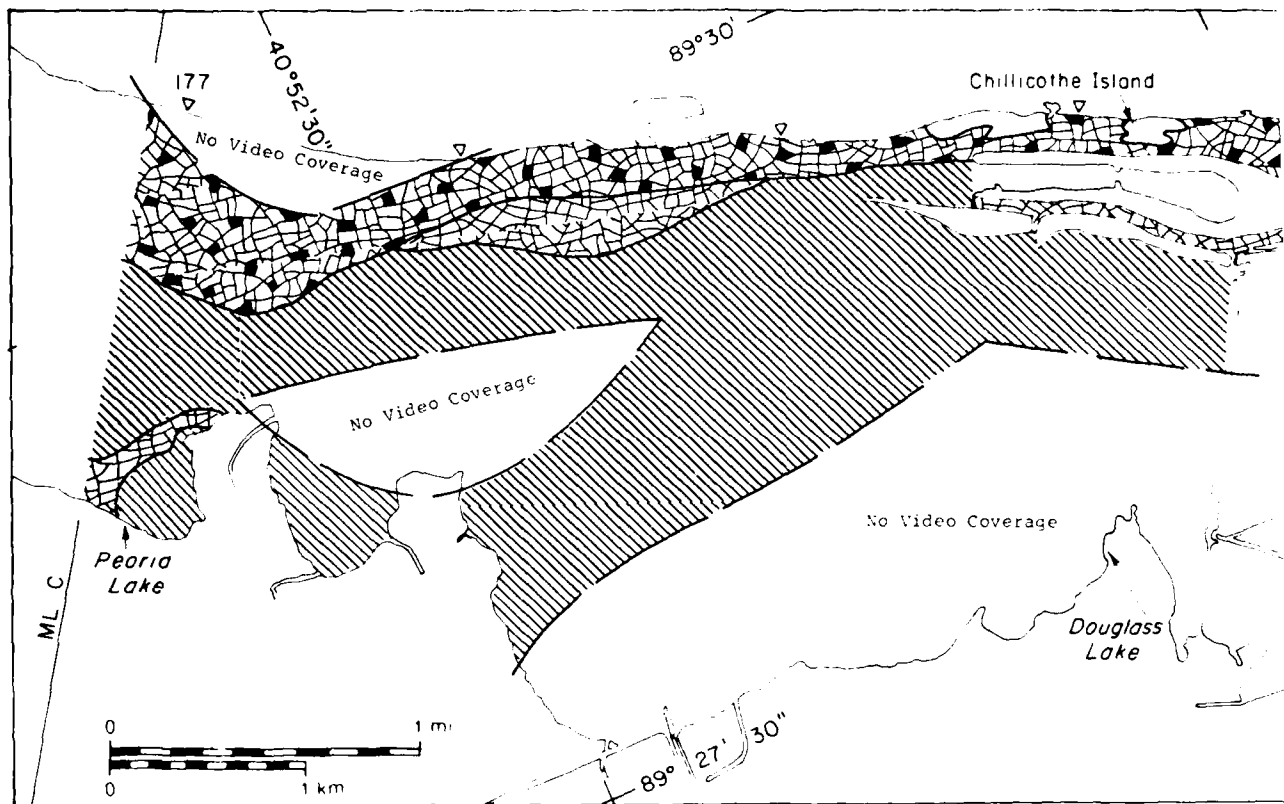 89°30'
40°52'30"
177
Chillicothe Island
No Video Coverage
No Video Coverage
No Video Coverage
Peoria
Lake
Douglass
Lake
ML C
0 1 mi
0 1 km
89° 27' 30"